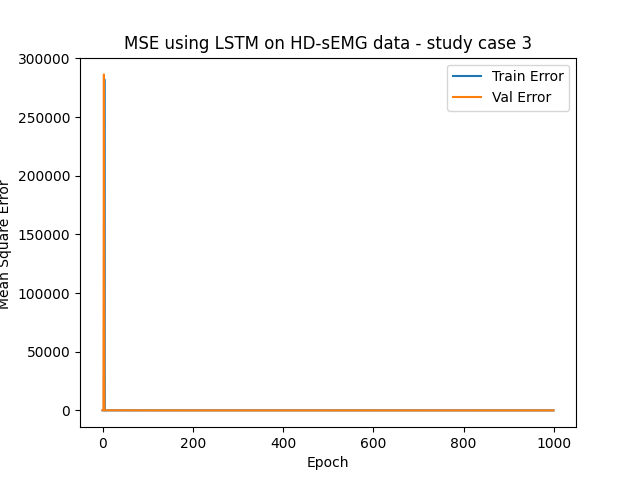 MSE using LSTM on HD-sEMG data - study case 3
300000
250000
200000
150000
100000
50000
0
Mean Square Error
Train Error
Val Error
0 200 400 600 800 1000
Epoch